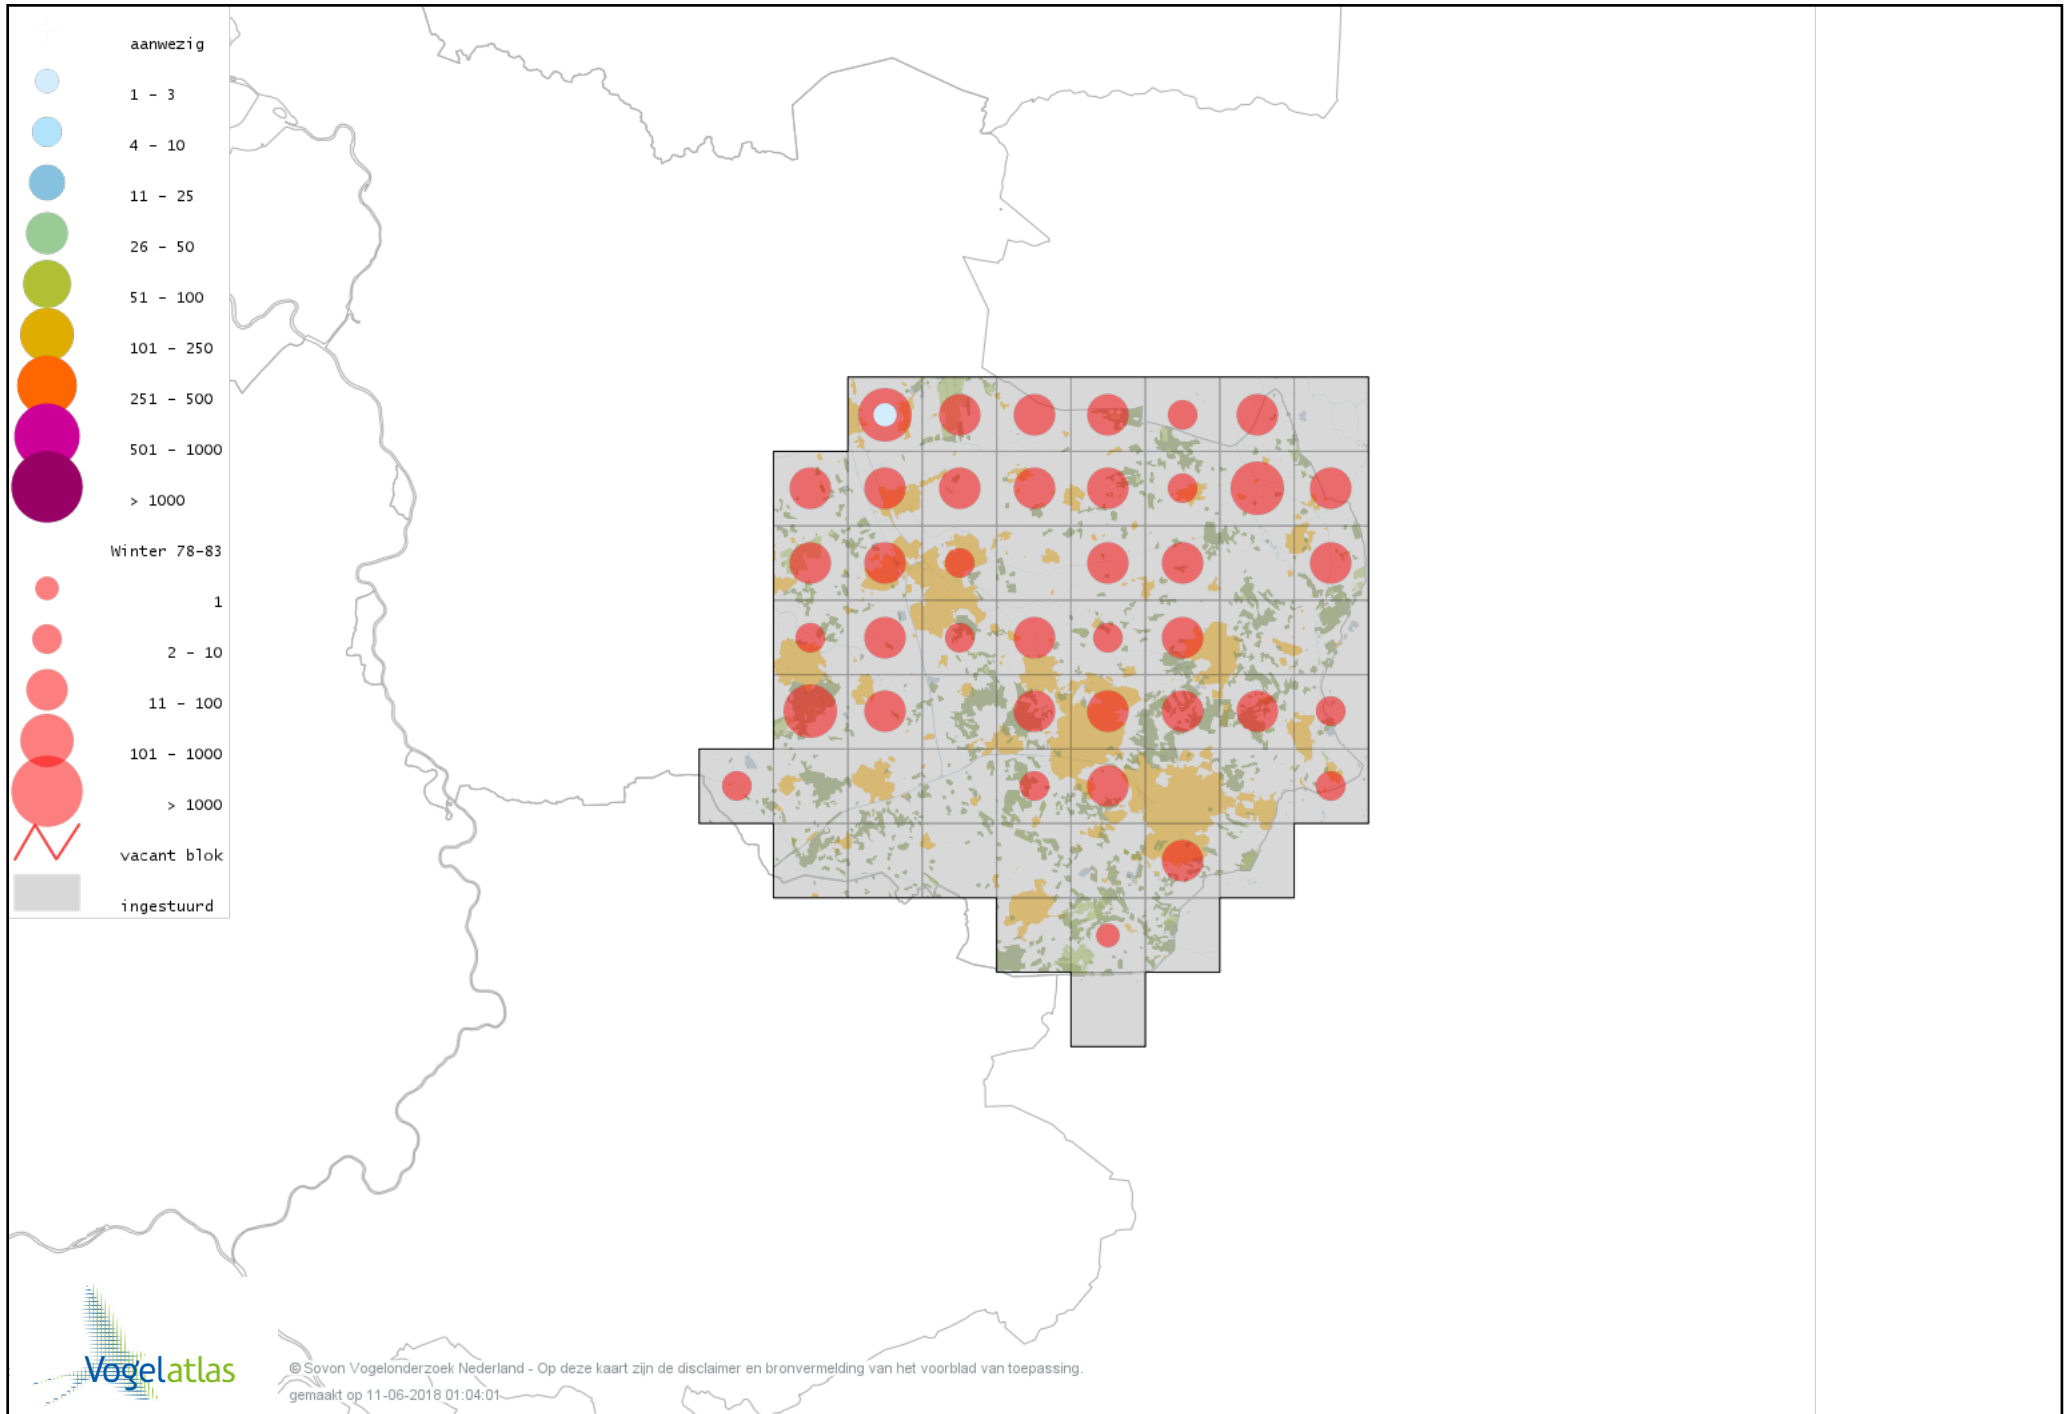 aanwezig
1 - 3
4 - 10
11 - 25
26 - 50
51 - 100
101 - 250
251 - 500
501 - 1000
> 1000
Winter 78-83
1
2 - 10
11 - 100
101 - 1000
> 1000
vacant blok
ingestuurd
Vogelatlas
© Sovon Vogelonderzoek Nederland - Op deze kaart zijn de disclaimer en bronvermelding van het voorblad van toepassing.
gemaakt op 11-06-2018 01:04:01